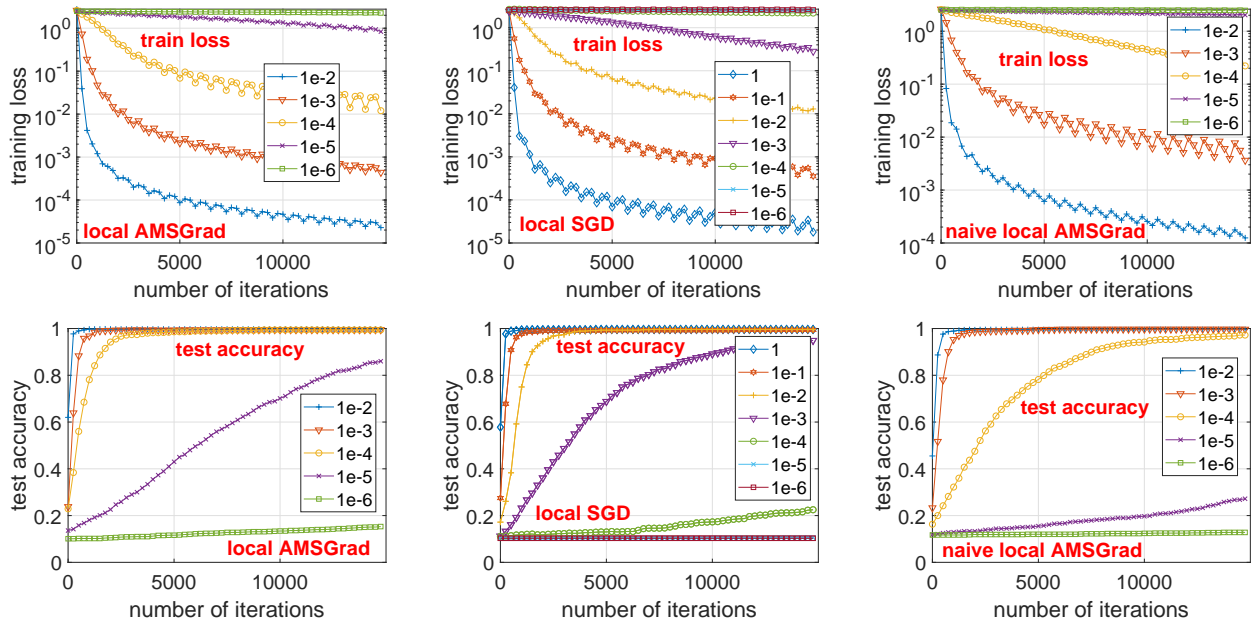 10^0
10^-1
10^-2
10^-3
10^-4
10^-5
training loss
train loss
1e-2
1e-3
1e-4
1e-5
1e-6
local AMSGrad
0 5000 10000
number of iterations
10^0
10^-1
10^-2
10^-3
10^-4
10^-5
training loss
train loss
1
1e-1
1e-2
1e-3
1e-4
1e-5
1e-6
local SGD
0 5000 10000
number of iterations
10^0
10^-1
10^-2
10^-3
10^-4
training loss
train loss
1e-2
1e-3
1e-4
1e-5
1e-6
naive local AMSGrad
0 5000 10000
number of iterations
1
0.8
0.6
0.4
0.2
0
test accuracy
test accuracy
1e-2
1e-3
1e-4
1e-5
1e-6
local AMSGrad
0 5000 10000
number of iterations
1
0.8
0.6
0.4
0.2
0
test accuracy
test accuracy
1
1e-1
1e-2
1e-3
1e-4
1e-5
1e-6
local SGD
0 5000 10000
number of iterations
1
0.8
0.6
0.4
0.2
0
test accuracy
test accuracy
1e-2
1e-3
1e-4
1e-5
1e-6
naive local AMSGrad
0 5000 10000
number of iterations